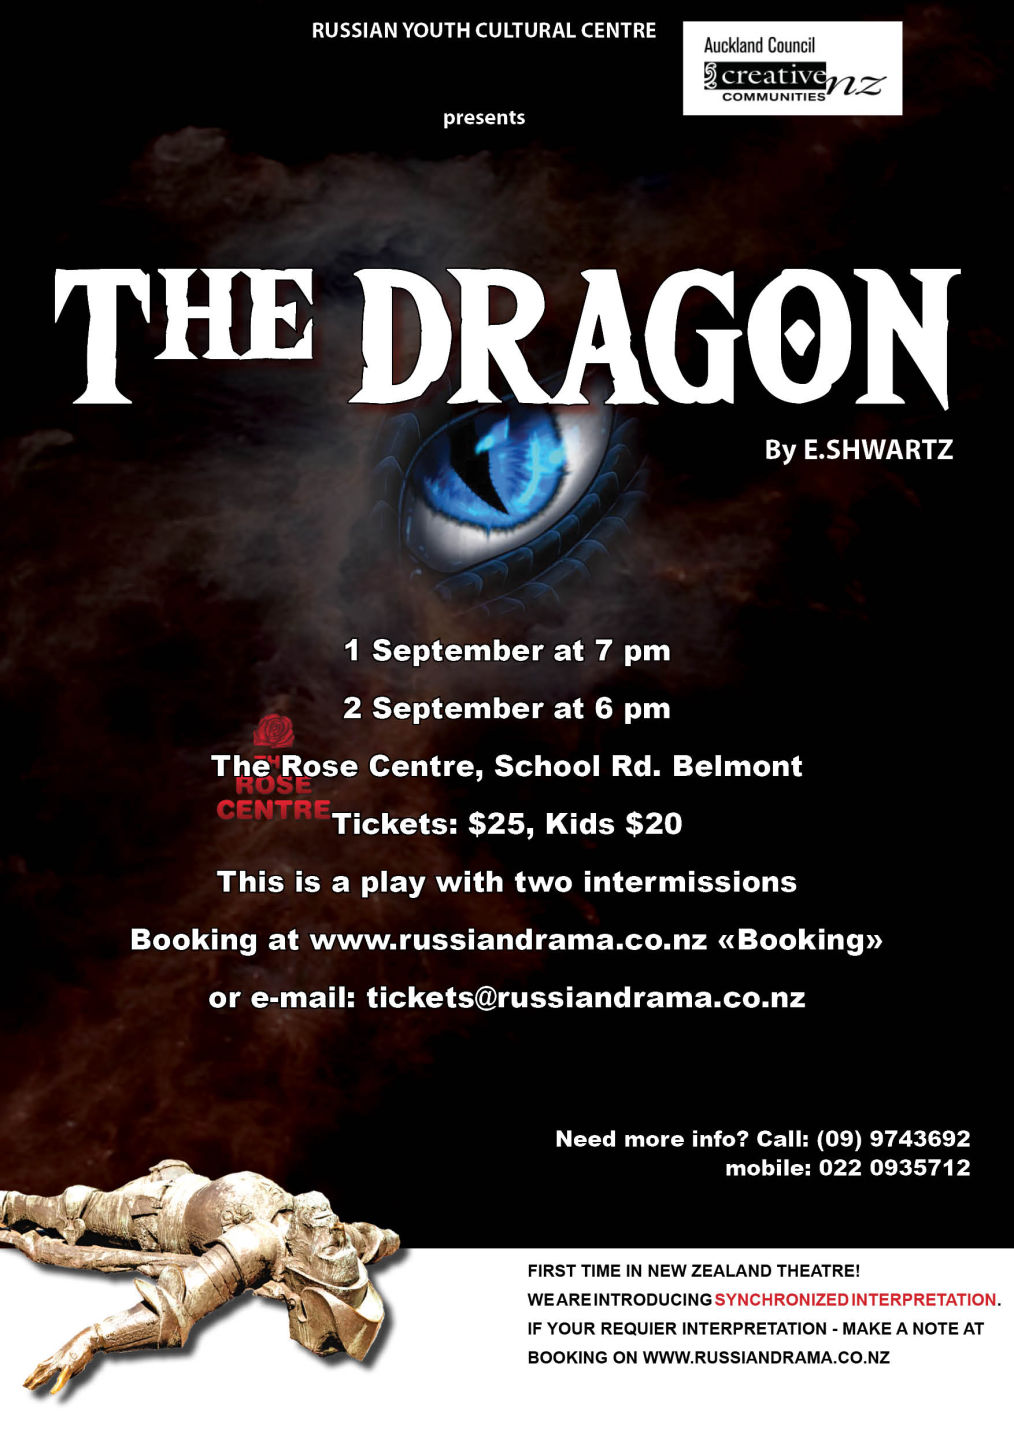 RUSSIAN YOUTH CULTURAL CENTRE
Auckland Council
creative nz
COMMUNITIES
presents
THE DRAGON
By E.SHWARTZ
1 September at 7 pm
2 September at 6 pm
The Rose Centre, School Rd. Belmont
THE
ROSE
CENTRE
Tickets: $25, Kids $20
This is a play with two intermissions
Booking at www.russiandrama.co.nz «Booking»
or e-mail: tickets@russiandrama.co.nz
Need more info? Call: (09) 9743692
mobile: 022 0935712
FIRST TIME IN NEW ZEALAND THEATRE!
WE ARE INTRODUCING SYNCHRONIZED INTERPRETATION.
IF YOUR REQUIER INTERPRETATION - MAKE A NOTE AT
BOOKING ON WWW.RUSSIANDRAMA.CO.NZ